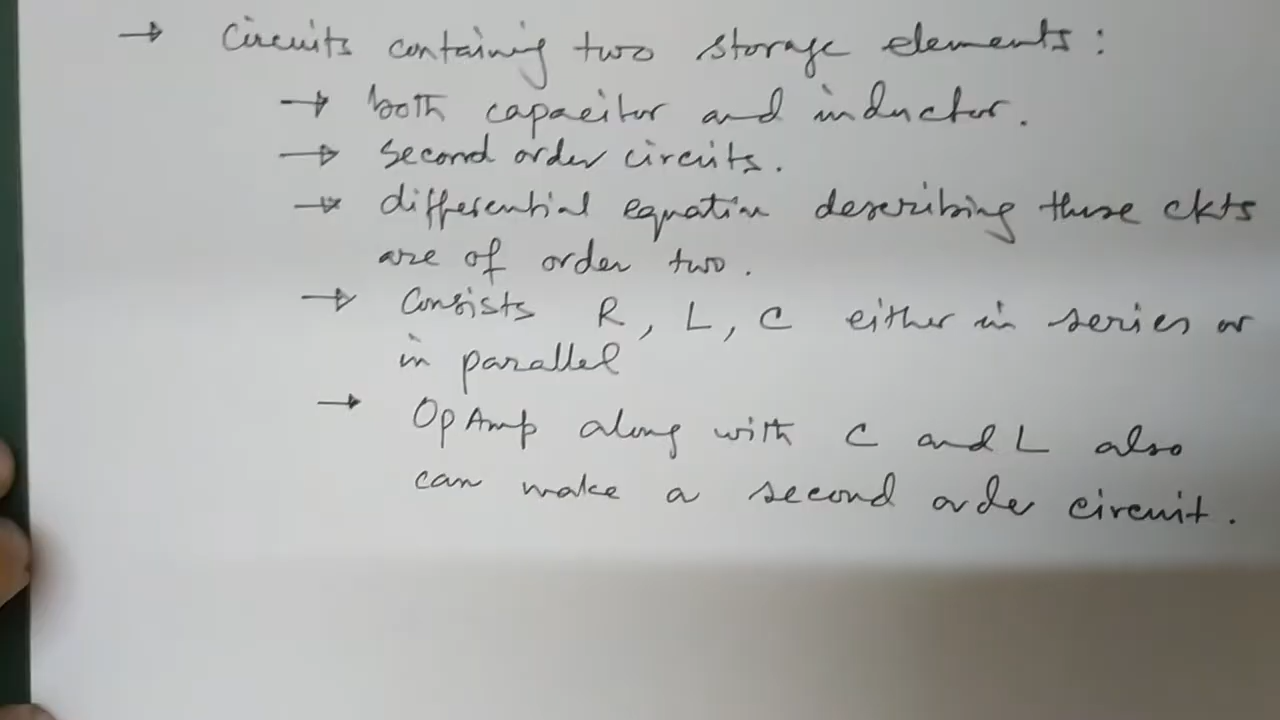 → Circuits containing two storage elements:
→ both capacitor and inductor.
→ second order circuits.
→ differential equation describing these ckts
are of order two.
→ Consists R, L, C either in series or
in parallel
→ OpAmp along with C and L also
can make a second order circuit.